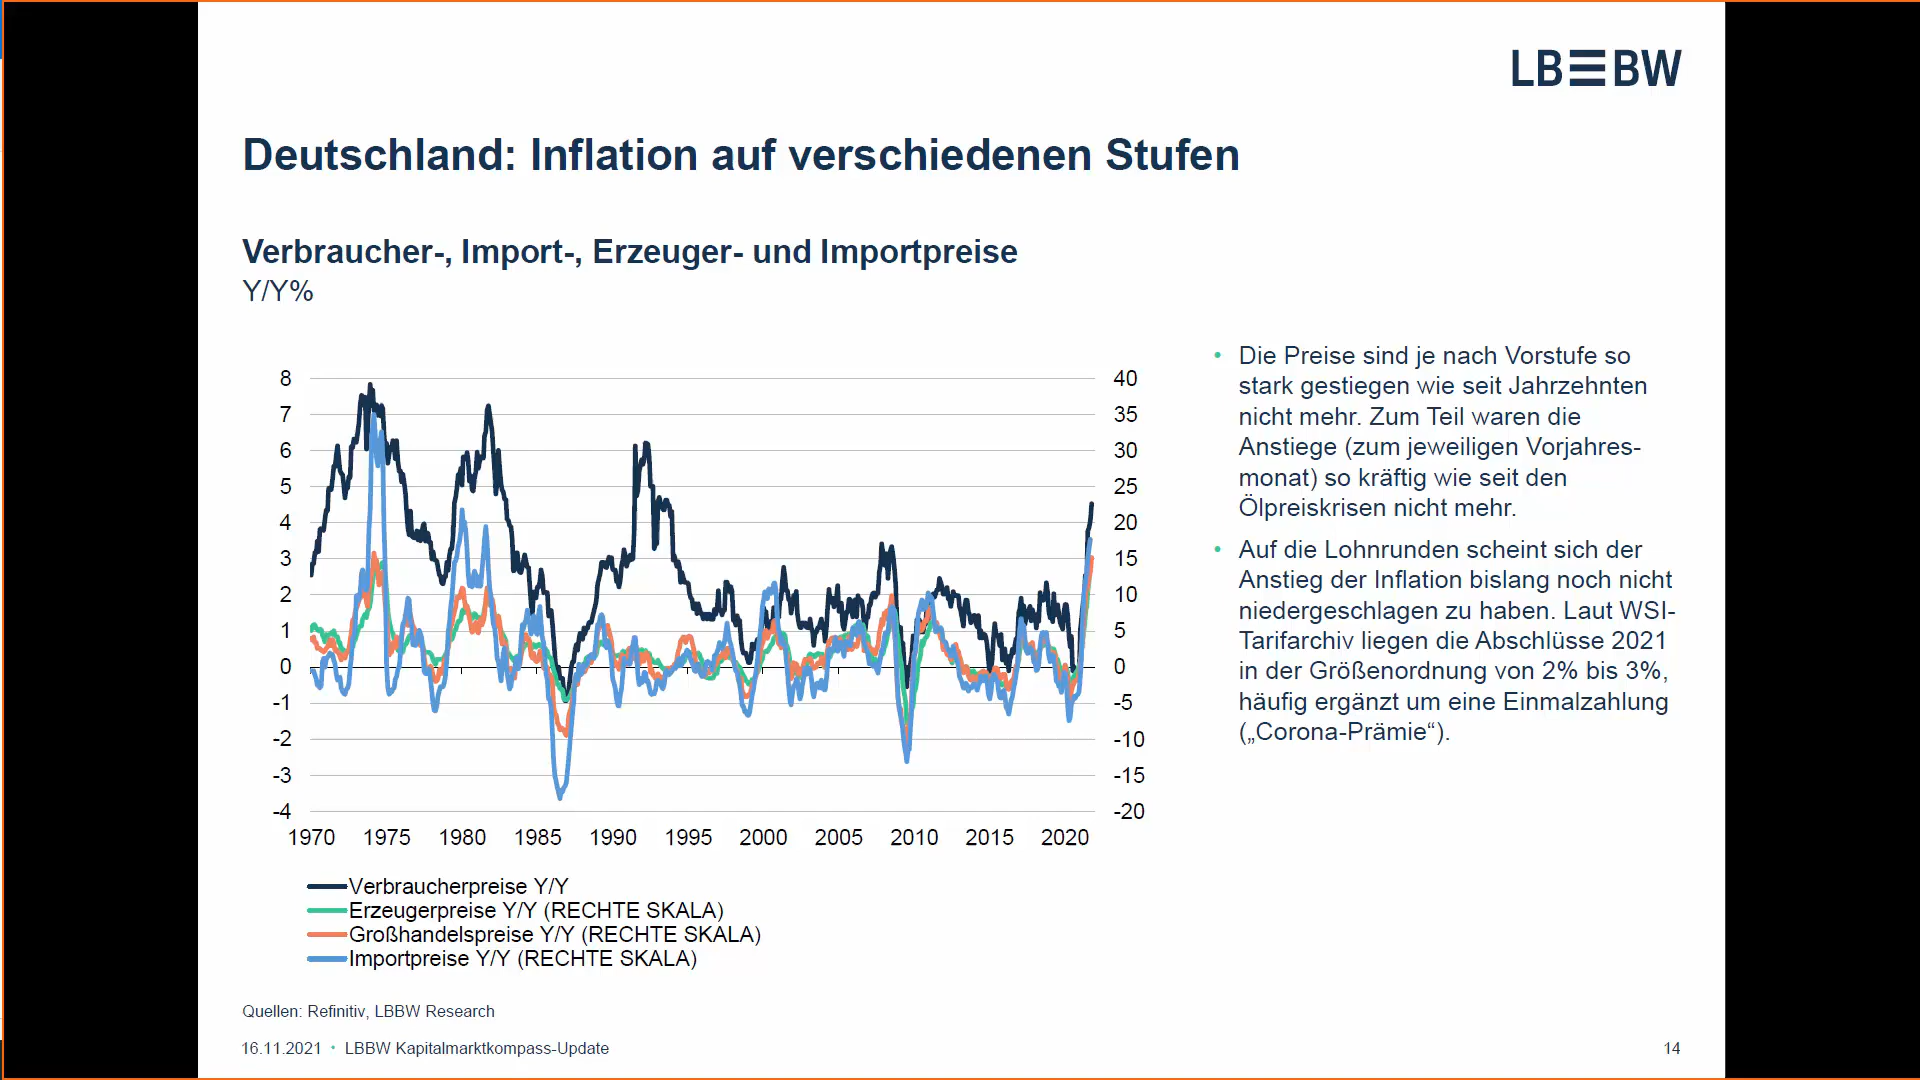 LBBW
Deutschland: Inflation auf verschiedenen Stufen
Verbraucher-, Import-, Erzeuger- und Importpreise
Y/Y%
8
7
6
5
4
3
2
1
0
-1
-2
-3
-4
40
35
30
25
20
15
10
5
0
-5
-10
-15
-20
1970 1975 1980 1985 1990 1995 2000 2005 2010 2015 2020
Verbraucherpreise Y/Y
Erzeugerpreise Y/Y (RECHTE SKALA)
Großhandelspreise Y/Y (RECHTE SKALA)
Importpreise Y/Y (RECHTE SKALA)
• Die Preise sind je nach Vorstufe so
stark gestiegen wie seit Jahrzehnten
nicht mehr. Zum Teil waren die
Anstiege (zum jeweiligen Vorjahres-
monat) so kräftig wie seit den
Ölpreiskrisen nicht mehr.
• Auf die Lohnrunden scheint sich der
Anstieg der Inflation bislang noch nicht
niedergeschlagen zu haben. Laut WSI-
Tarifarchiv liegen die Abschlüsse 2021
in der Größenordnung von 2% bis 3%,
häufig ergänzt um eine Einmalzahlung
(„Corona-Prämie“).
Quellen: Refinitiv, LBBW Research
16.11.2021 • LBBW Kapitalmarktkompass-Update
14